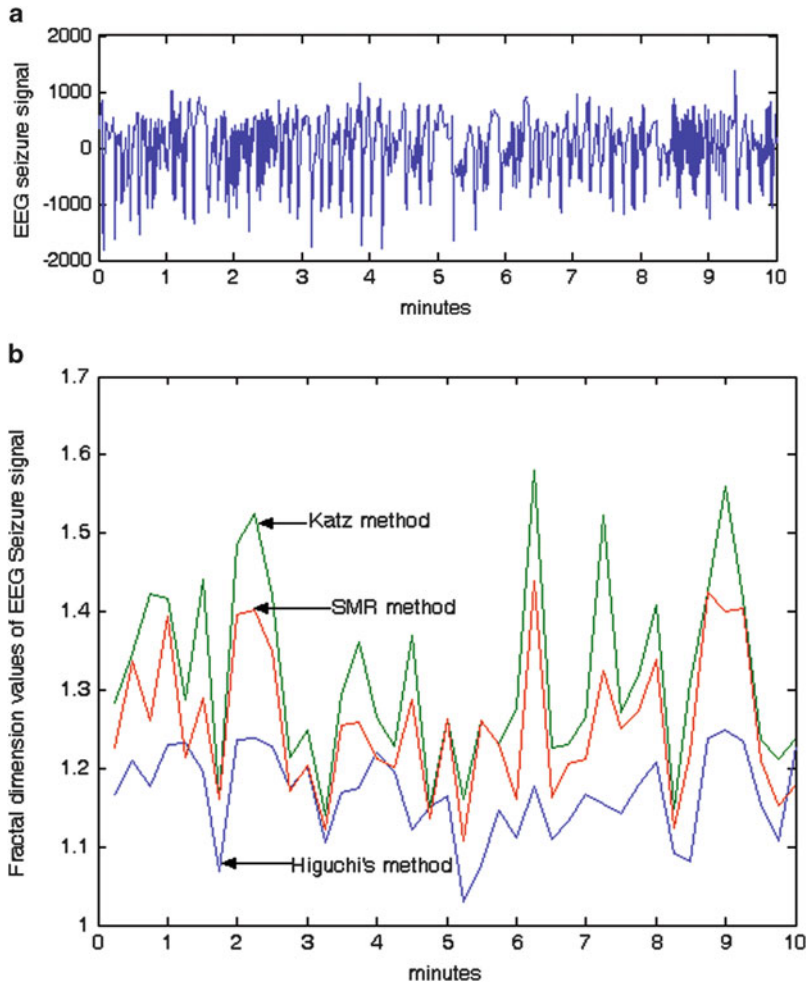 a
EEG seizure signal
2000
1000
0
-1000
-2000
0 1 2 3 4 5 6 7 8 9 10
minutes
b
Fractal dimension values of EEG Seizure signal
1.7
1.6
1.5
1.4
1.3
1.2
1.1
1
Katz method
SMR method
Higuchi's method
0 1 2 3 4 5 6 7 8 9 10
minutes